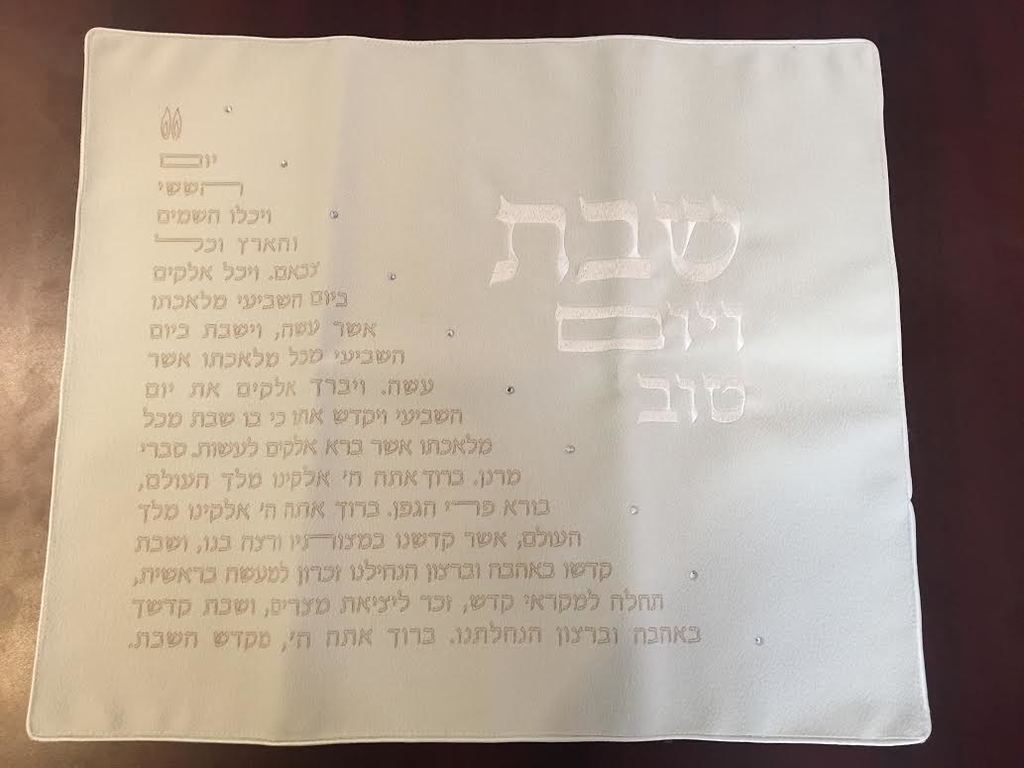 שבת
ויום
טוב
יום
הששי
ויכלו השמים
והארץ וכל
צבאם. ויכל אלקים
ביום השביעי מלאכתו
אשר עשה, וישבת ביום
השביעי מכל מלאכתו אשר
עשה. ויברך אלקים את יום
השביעי ויקדש אתו כי בו שבת מכל
מלאכתו אשר ברא אלקים לעשות. סברי
מרנן. ברוך אתה ה' אלקינו מלך העולם,
בורא פרי הגפן. ברוך אתה ה' אלקינו מלך
העולם, אשר קדשנו במצותיו ורצה בנו, ושבת
קדשו באהבה וברצון הנחילנו זכרון למעשה בראשית,
תחלה למקראי קדש, זכר ליציאת מצרים, ושבת קדשך
באהבה וברצון הנחלתנו. ברוך אתה ה', מקדש השבת.